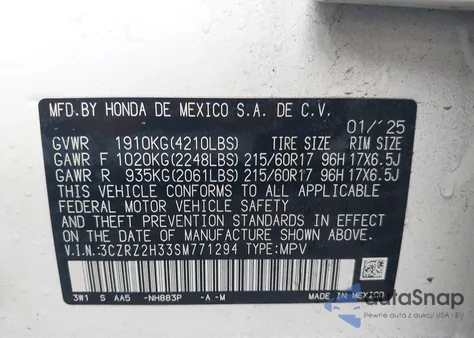 MFD.BY HONDA DE MEXICO S.A. DE C.V.
01/'25
GVWR 1910KG(4210LBS) TIRE SIZE RIM SIZE
GAWR F 1020KG(2248LBS) 215/60R17 96H 17X6.5J
GAWR R 935KG(2061LBS) 215/60R17 96H 17X6.5J
THIS VEHICLE CONFORMS TO ALL APPLICABLE
FEDERAL MOTOR VEHICLE SAFETY
AND THEFT PREVENTION STANDARDS IN EFFECT
ON THE DATE OF MANUFACTURE SHOWN ABOVE.
V.I.N.:3CZRZ2H33SM771294 TYPE:MPV
3W1 S AA5 -NH883P -A-M
MADE IN MEXICO
autoSnap
Pewne auta z aukcji USA